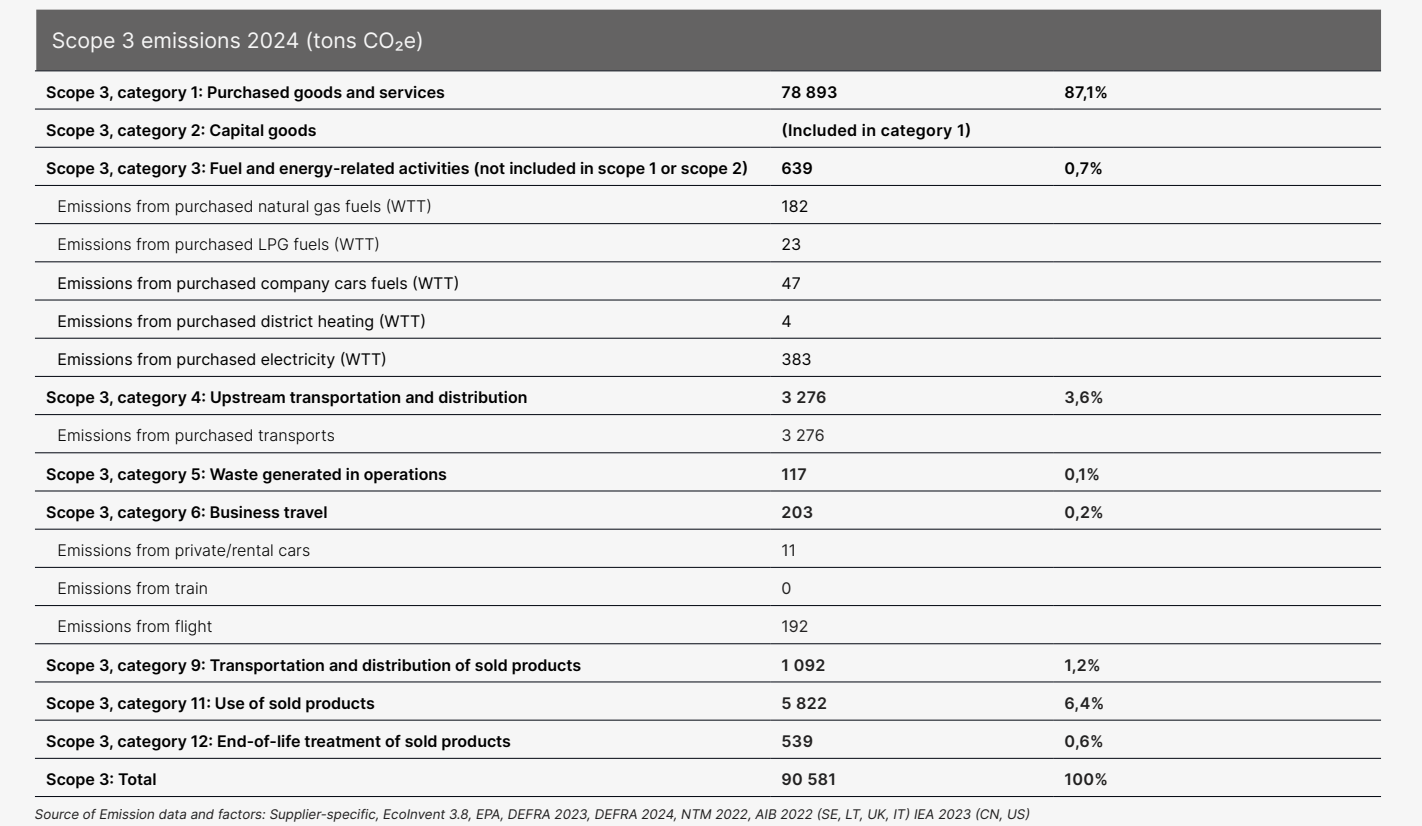 Scope 3 emissions 2024 (tons CO₂e)
Scope 3, category 1: Purchased goods and services 78 893 87,1%
Scope 3, category 2: Capital goods (Included in category 1)
Scope 3, category 3: Fuel and energy-related activities (not included in scope 1 or scope 2) 639 0,7%
Emissions from purchased natural gas fuels (WTT) 182
Emissions from purchased LPG fuels (WTT) 23
Emissions from purchased company cars fuels (WTT) 47
Emissions from purchased district heating (WTT) 4
Emissions from purchased electricity (WTT) 383
Scope 3, category 4: Upstream transportation and distribution 3 276 3,6%
Emissions from purchased transports 3 276
Scope 3, category 5: Waste generated in operations 117 0,1%
Scope 3, category 6: Business travel 203 0,2%
Emissions from private/rental cars 11
Emissions from train 0
Emissions from flight 192
Scope 3, category 9: Transportation and distribution of sold products 1 092 1,2%
Scope 3, category 11: Use of sold products 5 822 6,4%
Scope 3, category 12: End-of-life treatment of sold products 539 0,6%
Scope 3: Total 90 581 100%
Source of Emission data and factors: Supplier-specific, EcoInvent 3.8, EPA, DEFRA 2023, DEFRA 2024, NTM 2022, AIB 2022 (SE, LT, UK, IT) IEA 2023 (CN, US)